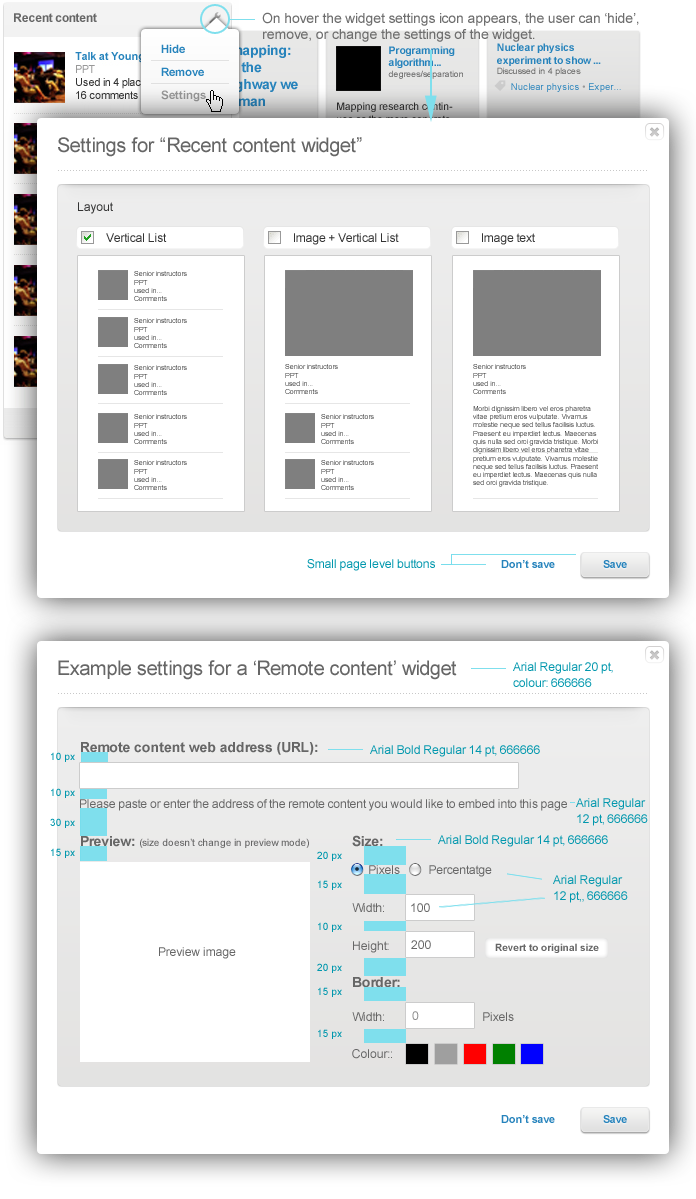 Recent content
On hover the widget settings icon appears, the user can ‘hide’,
remove, or change the settings of the widget.
Talk at Young
PPT
Used in 4 plac
16 comments
Hide
Remove
Settings
mapping:
the
ghway we
man
Programming
algorithm...
degrees/separation
Mapping research contin-
Nuclear physics
experiment to show ...
Discussed in 4 places
Nuclear physics • Exper...
Settings for “Recent content widget”
Layout
Vertical List
Image + Vertical List
Image text
Senior instructors
PPT
used in...
Comments
Senior instructors
PPT
used in...
Comments
Senior instructors
PPT
used in...
Comments
Senior instructors
PPT
used in...
Comments
Senior instructors
PPT
used in...
Comments
Senior instructors
PPT
used in...
Comments
Senior instructors
PPT
used in...
Comments
Senior instructors
PPT
used in...
Comments
Senior instructors
PPT
used in...
Comments
Morbi dignissim libero vel eros pharetra
vitae pretium eros vulputate. Vivamus
molestie neque sed tellus facilisis luctus.
Praesent eu imperdiet lectus. Maecenas
quis nulla sed orci gravida tristique. Morbi
dignissim libero vel eros pharetra vitae
pretium eros vulputate. Vivamus molestie
neque sed tellus facilisis luctus. Praesent
eu imperdiet lectus. Maecenas quis nulla
sed orci gravida tristique.
Small page level buttons
Don't save
Save
Example settings for a ‘Remote content’ widget
Arial Regular 20 pt,
colour: 666666
Remote content web address (URL):
Arial Bold Regular 14 pt, 666666
10 px
10 px
Please paste or enter the address of the remote content you would like to embed into this page
Arial Regular
12 pt, 666666
30 px
Preview: (size doesn't change in preview mode)
15 px
Preview image
Size:
Arial Bold Regular 14 pt, 666666
20 px
Pixels
Percentatge
Arial Regular
12 pt,, 666666
15 px
Width:
100
10 px
Height:
200
Revert to original size
20 px
Border:
15 px
Width:
0
Pixels
15 px
Colour::
Don't save
Save